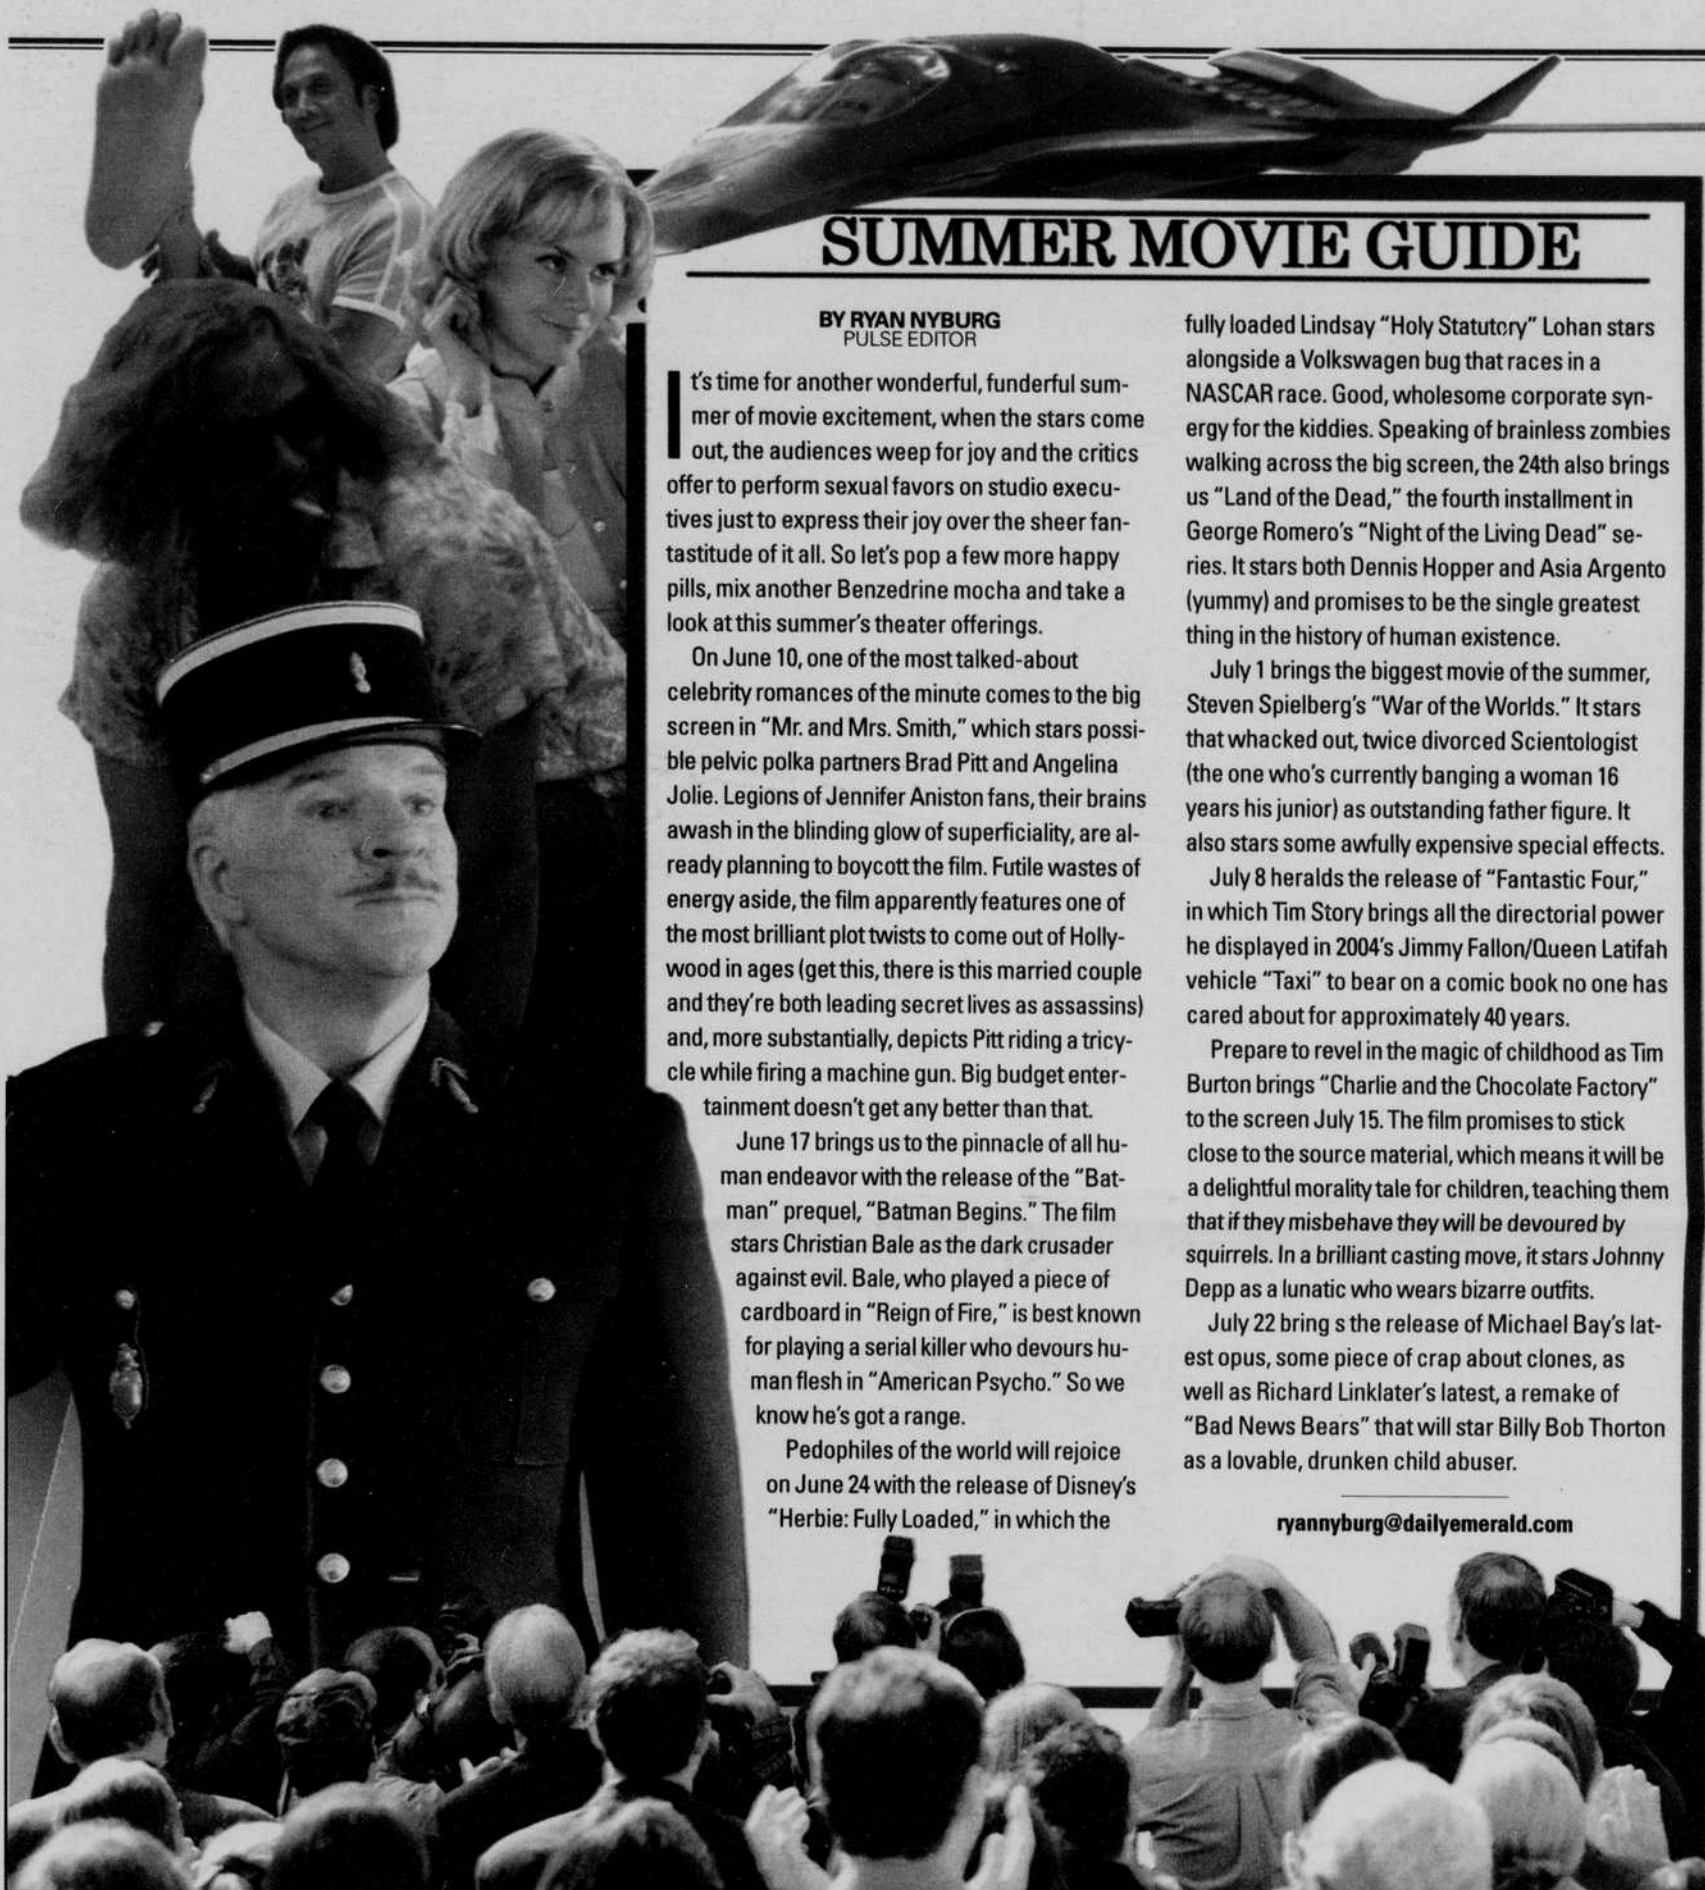 SUMMER MOVIE GUIDE
BY RYAN NYBURG
PULSE EDITOR
It's time for another wonderful, funderful sum-
mer of movie excitement, when the stars come
out, the audiences weep for joy and the critics
offer to perform sexual favors on studio execu-
tives just to express their joy over the sheer fan-
tastitude of it all. So let's pop a few more happy
pills, mix another Benzedrine mocha and take a
look at this summer's theater offerings.
On June 10, one of the most talked-about
celebrity romances of the minute comes to the big
screen in "Mr. and Mrs. Smith," which stars possi-
ble pelvic polka partners Brad Pitt and Angelina
Jolie. Legions of Jennifer Aniston fans, their brains
awash in the blinding glow of superficiality, are al-
ready planning to boycott the film. Futile wastes of
energy aside, the film apparently features one of
the most brilliant plot twists to come out of Holly-
wood in ages (get this, there is this married couple
and they're both leading secret lives as assassins)
and, more substantially, depicts Pitt riding a tricy-
cle while firing a machine gun. Big budget enter-
tainment doesn't get any better than that.
June 17 brings us to the pinnacle of all hu-
man endeavor with the release of the "Bat-
man" prequel, "Batman Begins." The film
stars Christian Bale as the dark crusader
against evil. Bale, who played a piece of
cardboard in "Reign of Fire," is best known
for playing a serial killer who devours hu-
man flesh in "American Psycho." So we
know he's got a range.
Pedophiles of the world will rejoice
on June 24 with the release of Disney's
"Herbie: Fully Loaded," in which the
fully loaded Lindsay "Holy Statutory" Lohan stars
alongside a Volkswagen bug that races in a
NASCAR race. Good, wholesome corporate syn-
ergy for the kiddies. Speaking of brainless zombies
walking across the big screen, the 24th also brings
us "Land of the Dead," the fourth installment in
George Romero's "Night of the Living Dead" se-
ries. It stars both Dennis Hopper and Asia Argento
(yummy) and promises to be the single greatest
thing in the history of human existence.
July 1 brings the biggest movie of the summer,
Steven Spielberg's "War of the Worlds." It stars
that whacked out, twice divorced Scientologist
(the one who's currently banging a woman 16
years his junior) as outstanding father figure. It
also stars some awfully expensive special effects.
July 8 heralds the release of "Fantastic Four,"
in which Tim Story brings all the directorial power
he displayed in 2004's Jimmy Fallon/Queen Latifah
vehicle "Taxi" to bear on a comic book no one has
cared about for approximately 40 years.
Prepare to revel in the magic of childhood as Tim
Burton brings "Charlie and the Chocolate Factory"
to the screen July 15. The film promises to stick
close to the source material, which means it will be
a delightful morality tale for children, teaching them
that if they misbehave they will be devoured by
squirrels. In a brilliant casting move, it stars Johnny
Depp as a lunatic who wears bizarre outfits.
July 22 bring s the release of Michael Bay's lat-
est opus, some piece of crap about clones, as
well as Richard Linklater's latest, a remake of
"Bad News Bears" that will star Billy Bob Thorton
as a lovable, drunken child abuser.
ryannyburg@dailyemerald.com